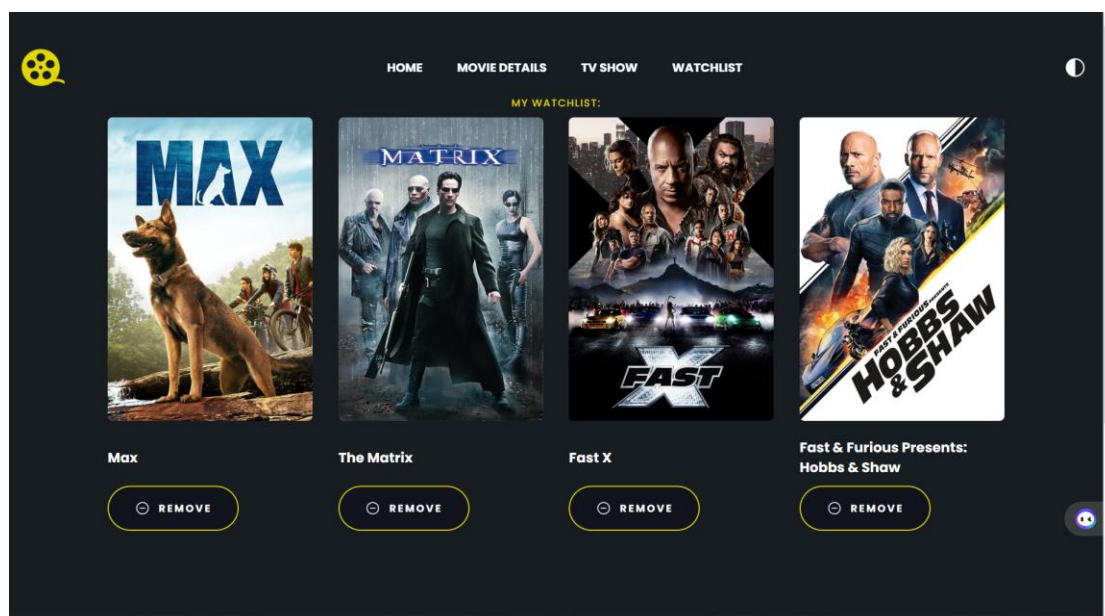 HOME MOVIE DETAILS TV SHOW WATCHLIST
MY WATCHLIST:
MAX
MATRIX
FAST X
FAST & FURIOUS PRESENTS
HOBBS
& SHAW
Max
The Matrix
Fast X
Fast & Furious Presents:
Hobbs & Shaw
REMOVE
REMOVE
REMOVE
REMOVE